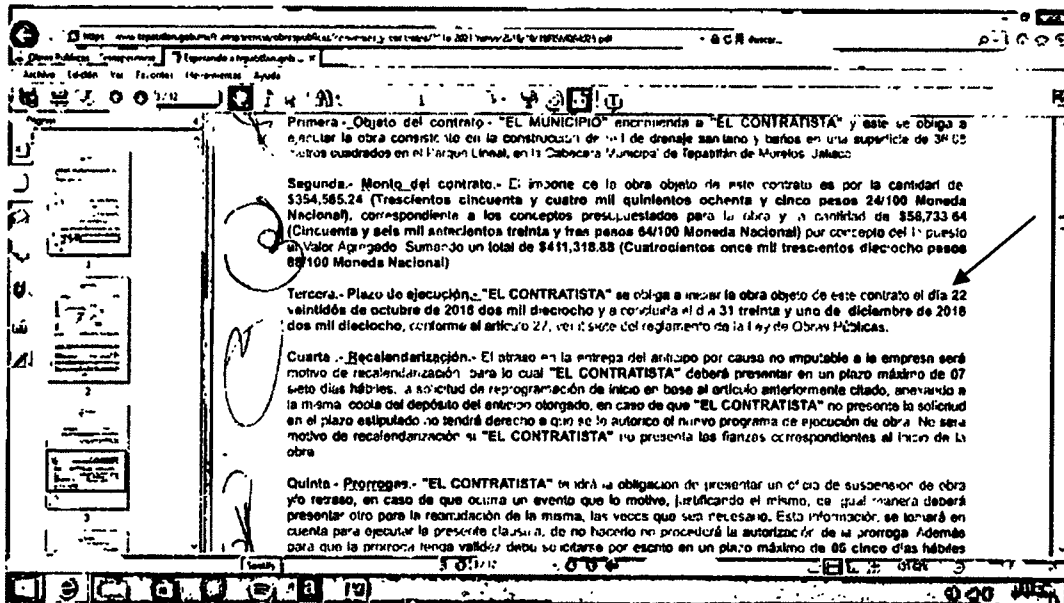 Archivo Edición Ver Favoritos Herramientas Ayuda
Primera.- Objeto del contrato.- "EL MUNICIPIO" encomienda a "EL CONTRATISTA" y este se obliga a
ejecutar la obra consistente en la construcción de red de drenaje sanitario y baños en una superficie de
metros cuadrados en el Parque Lineal, en la Cabecera Municipal de Tepatitlán de Morelos, Jalisco
Segunda.- Monto del contrato.- El importe de la obra objeto de este contrato es por la cantidad de
$354,585.24 (Trescientos cincuenta y cuatro mil quinientos ochenta y cinco pesos 24/100 Moneda
Nacional), correspondiente a los conceptos presupuestados para la obra y la cantidad de $56,733.64
(Cincuenta y seis mil setecientos treinta y tres pesos 64/100 Moneda Nacional) por concepto del Impuesto
al Valor Agregado. Sumando un total de $411,318.88 (Cuatrocientos once mil trescientos dieciocho pesos
88/100 Moneda Nacional)
Tercera.- Plazo de ejecución.- "EL CONTRATISTA" se obliga a iniciar la obra objeto de este contrato el día 22
veintidós de octubre de 2018 dos mil dieciocho y a concluirla el día 31 treinta y uno de diciembre de 2018
dos mil dieciocho, conforme al artículo 27, veintisiete del reglamento de la Ley de Obras Públicas.
Cuarta .- Recalendarización.- El atraso en la entrega del anticipo por causa no imputable a la empresa será
motivo de recalendarización para lo cual "EL CONTRATISTA" deberá presentar en un plazo máximo de 07
siete días hábiles, la solicitud de reprogramación de inicio en base al artículo anteriormente citado, anexando a
la misma copia del depósito del anticipo otorgado, en caso de que "EL CONTRATISTA" no presente la solicitud
en el plazo estipulado no tendrá derecho a que se le autorice el nuevo programa de ejecución de obra. No será
motivo de recalendarización si "EL CONTRATISTA" no presenta las fianzas correspondientes al inicio de la
obra
Quinta.- Prorrogas.- "EL CONTRATISTA" tendrá la obligación de presentar un oficio de suspensión de obra
y/o retraso, en caso de que ocurra un evento que lo motive, justificando el mismo, de igual manera deberá
presentar otro para la reanudación de la misma, las veces que sea necesario. Esta información, se tomará en
cuenta para ejecutar la presente clausula, de no hacerlo no procederá la autorización de la prorroga Además
para que la prorroga tenga validez debe solicitarse por escrito en un plazo máximo de 05 cinco días hábiles